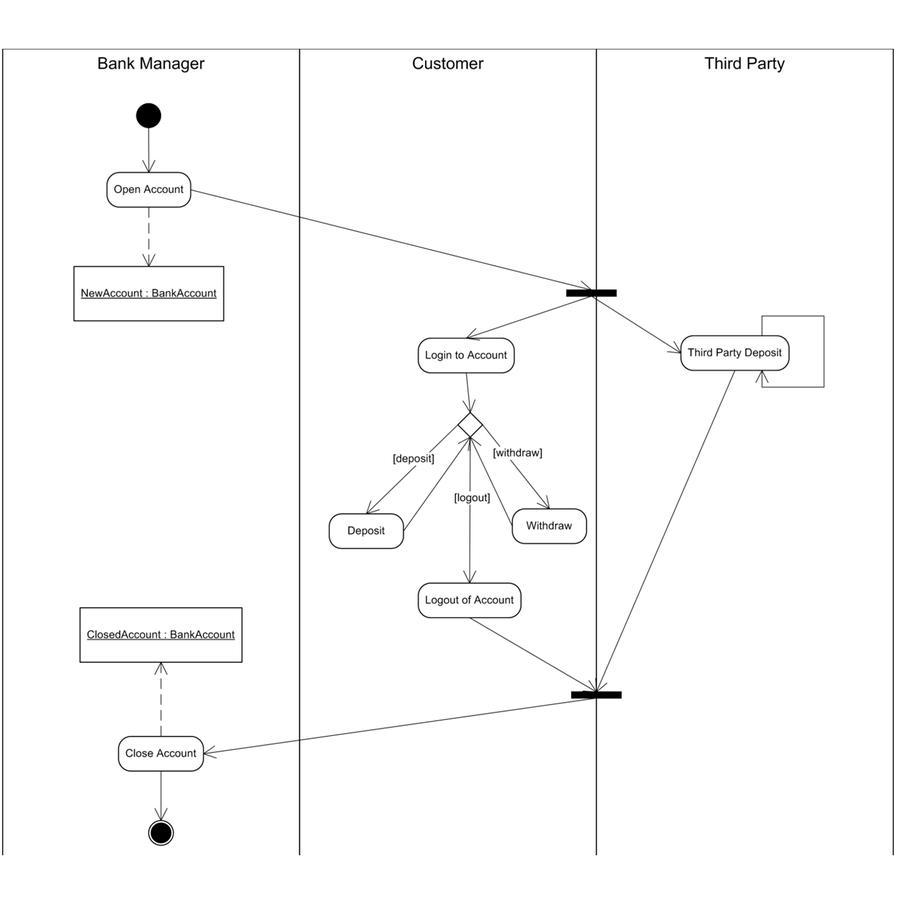 Bank Manager
Customer
Third Party
Open Account
NewAccount : BankAccount
Login to Account
Third Party Deposit
[deposit]
[withdraw]
[logout]
Deposit
Withdraw
Logout of Account
ClosedAccount : BankAccount
Close Account